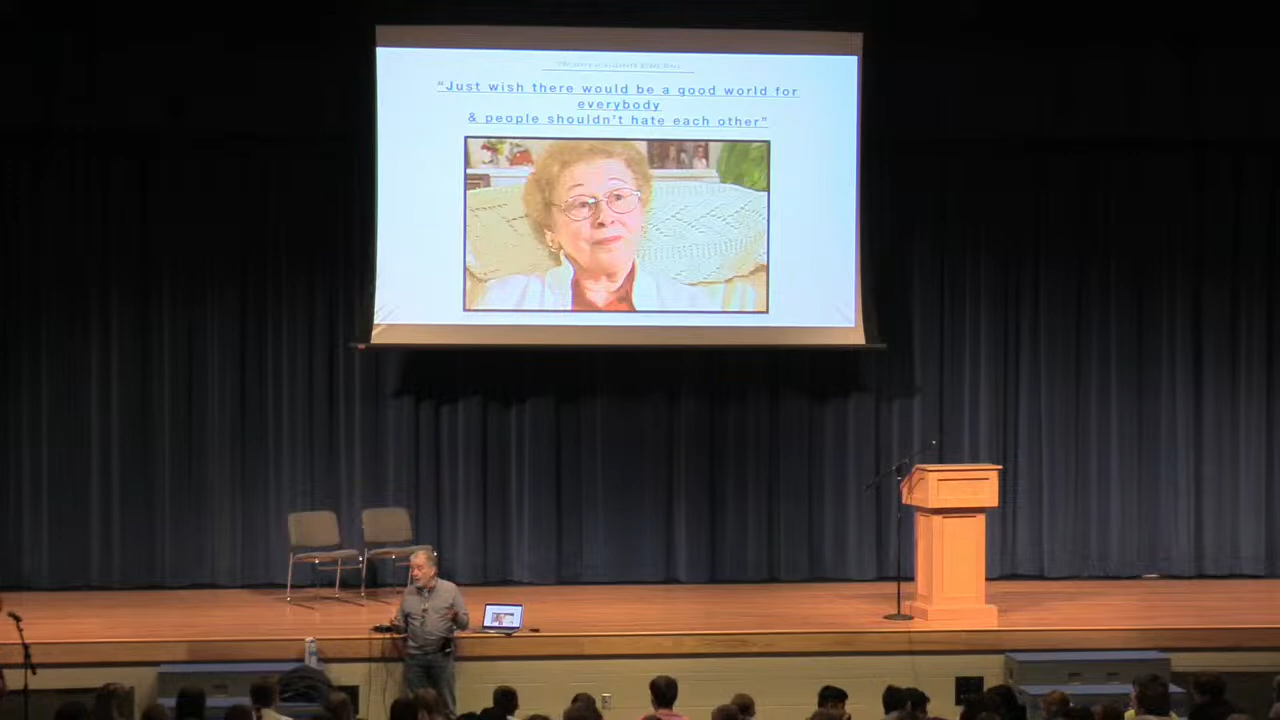 "Just wish there would be a good world for
everybody
& people shouldn't hate each other"